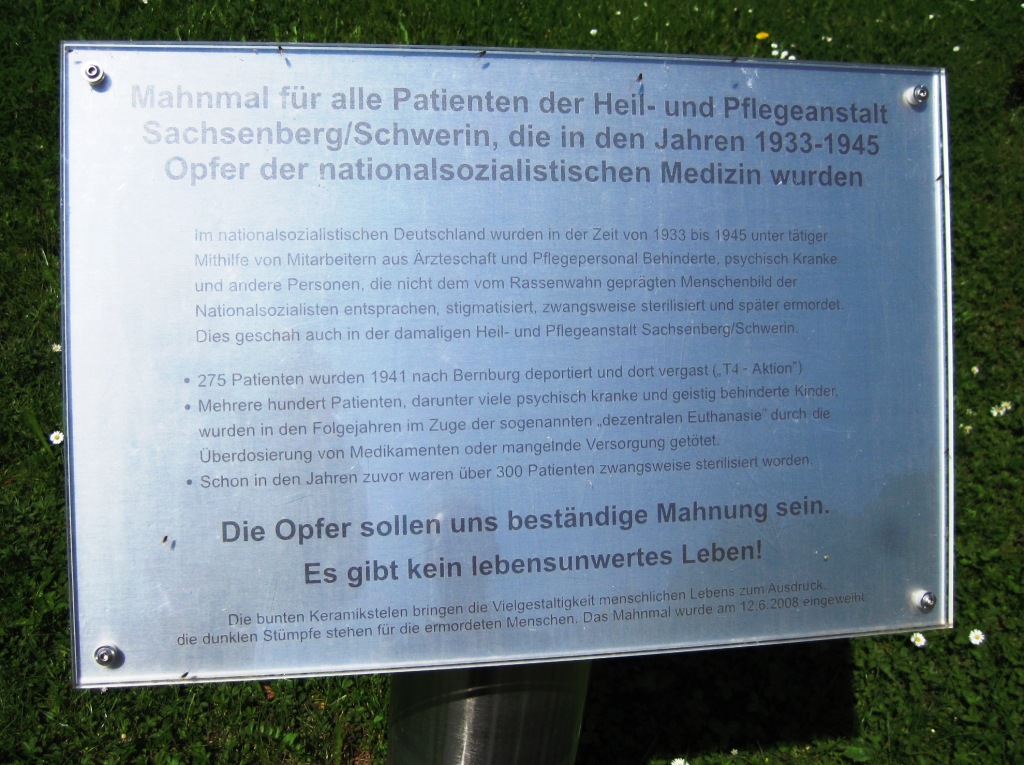 Mahnmal für alle Patienten der Heil- und Pflegeanstalt
Sachsenberg/Schwerin, die in den Jahren 1933-1945
Opfer der nationalsozialistischen Medizin wurden
Im nationalsozialistischen Deutschland wurden in der Zeit von 1933 bis 1945 unter tätiger
Mithilfe von Mitarbeitern aus Ärzteschaft und Pflegepersonal Behinderte, psychisch Kranke
und andere Personen, die nicht dem vom Rassenwahn geprägten Menschenbild der
Nationalsozialisten entsprachen, stigmatisiert, zwangsweise sterilisiert und später ermordet.
Dies geschah auch in der damaligen Heil- und Pflegeanstalt Sachsenberg/Schwerin.
• 275 Patienten wurden 1941 nach Bernburg deportiert und dort vergast („T4 - Aktion")
• Mehrere hundert Patienten, darunter viele psychisch kranke und geistig behinderte Kinder,
wurden in den Folgejahren im Zuge der sogenannten „dezentralen Euthanasie" durch die
Überdosierung von Medikamenten oder mangelnde Versorgung getötet.
• Schon in den Jahren zuvor waren über 300 Patienten zwangsweise sterilisiert worden.
Die Opfer sollen uns beständige Mahnung sein.
Es gibt kein lebensunwertes Leben!
Die bunten Keramikstelen bringen die Vielgestaltigkeit menschlichen Lebens zum Ausdruck,
die dunklen Stümpfe stehen für die ermordeten Menschen. Das Mahnmal wurde am 12.6.2008 eingeweiht.